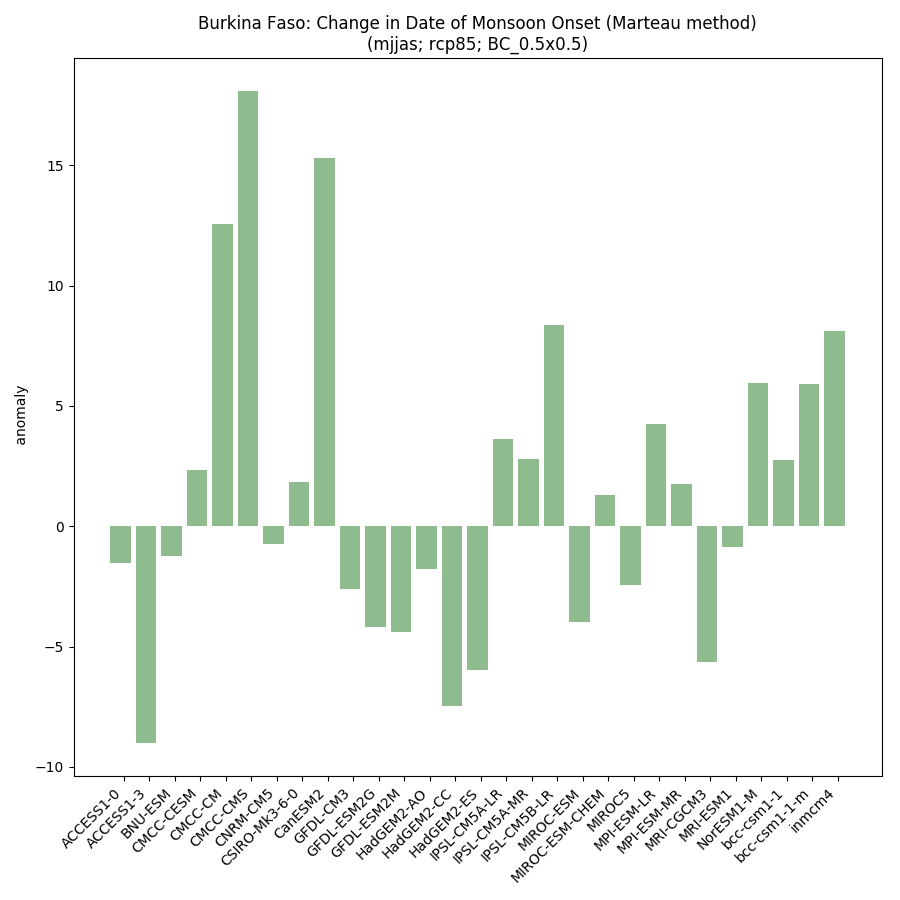 Burkina Faso: Change in Date of Monsoon Onset (Marteau method)
(mjjas; rcp85; BC_0.5x0.5)
anomaly
15
10
5
0
−5
−10
ACCESS1-0
ACCESS1-3
BNU-ESM
CMCC-CESM
CMCC-CM
CMCC-CMS
CNRM-CM5
CSIRO-Mk3-6-0
CanESM2
GFDL-CM3
GFDL-ESM2G
GFDL-ESM2M
HadGEM2-AO
HadGEM2-CC
HadGEM2-ES
IPSL-CM5A-LR
IPSL-CM5A-MR
IPSL-CM5B-LR
MIROC-ESM
MIROC-ESM-CHEM
MIROC5
MPI-ESM-LR
MPI-ESM-MR
MRI-CGCM3
MRI-ESM1
NorESM1-M
bcc-csm1-1
bcc-csm1-1-m
inmcm4